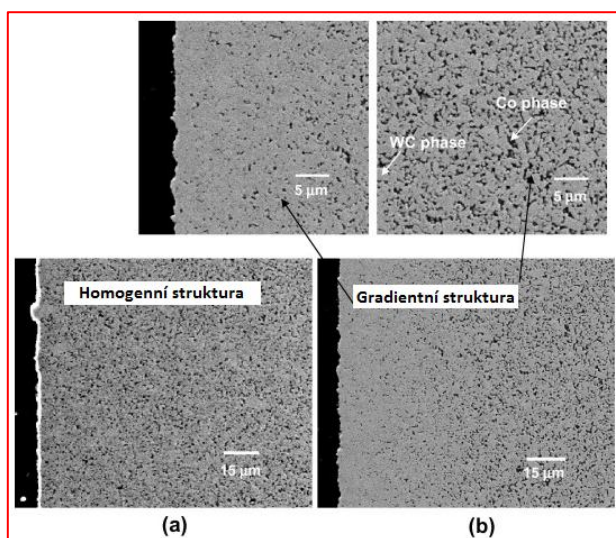 Co phase
WC phase
5 μm
5 μm
Homogenní struktura
Gradientní struktura
15 μm
15 μm
(a)
(b)